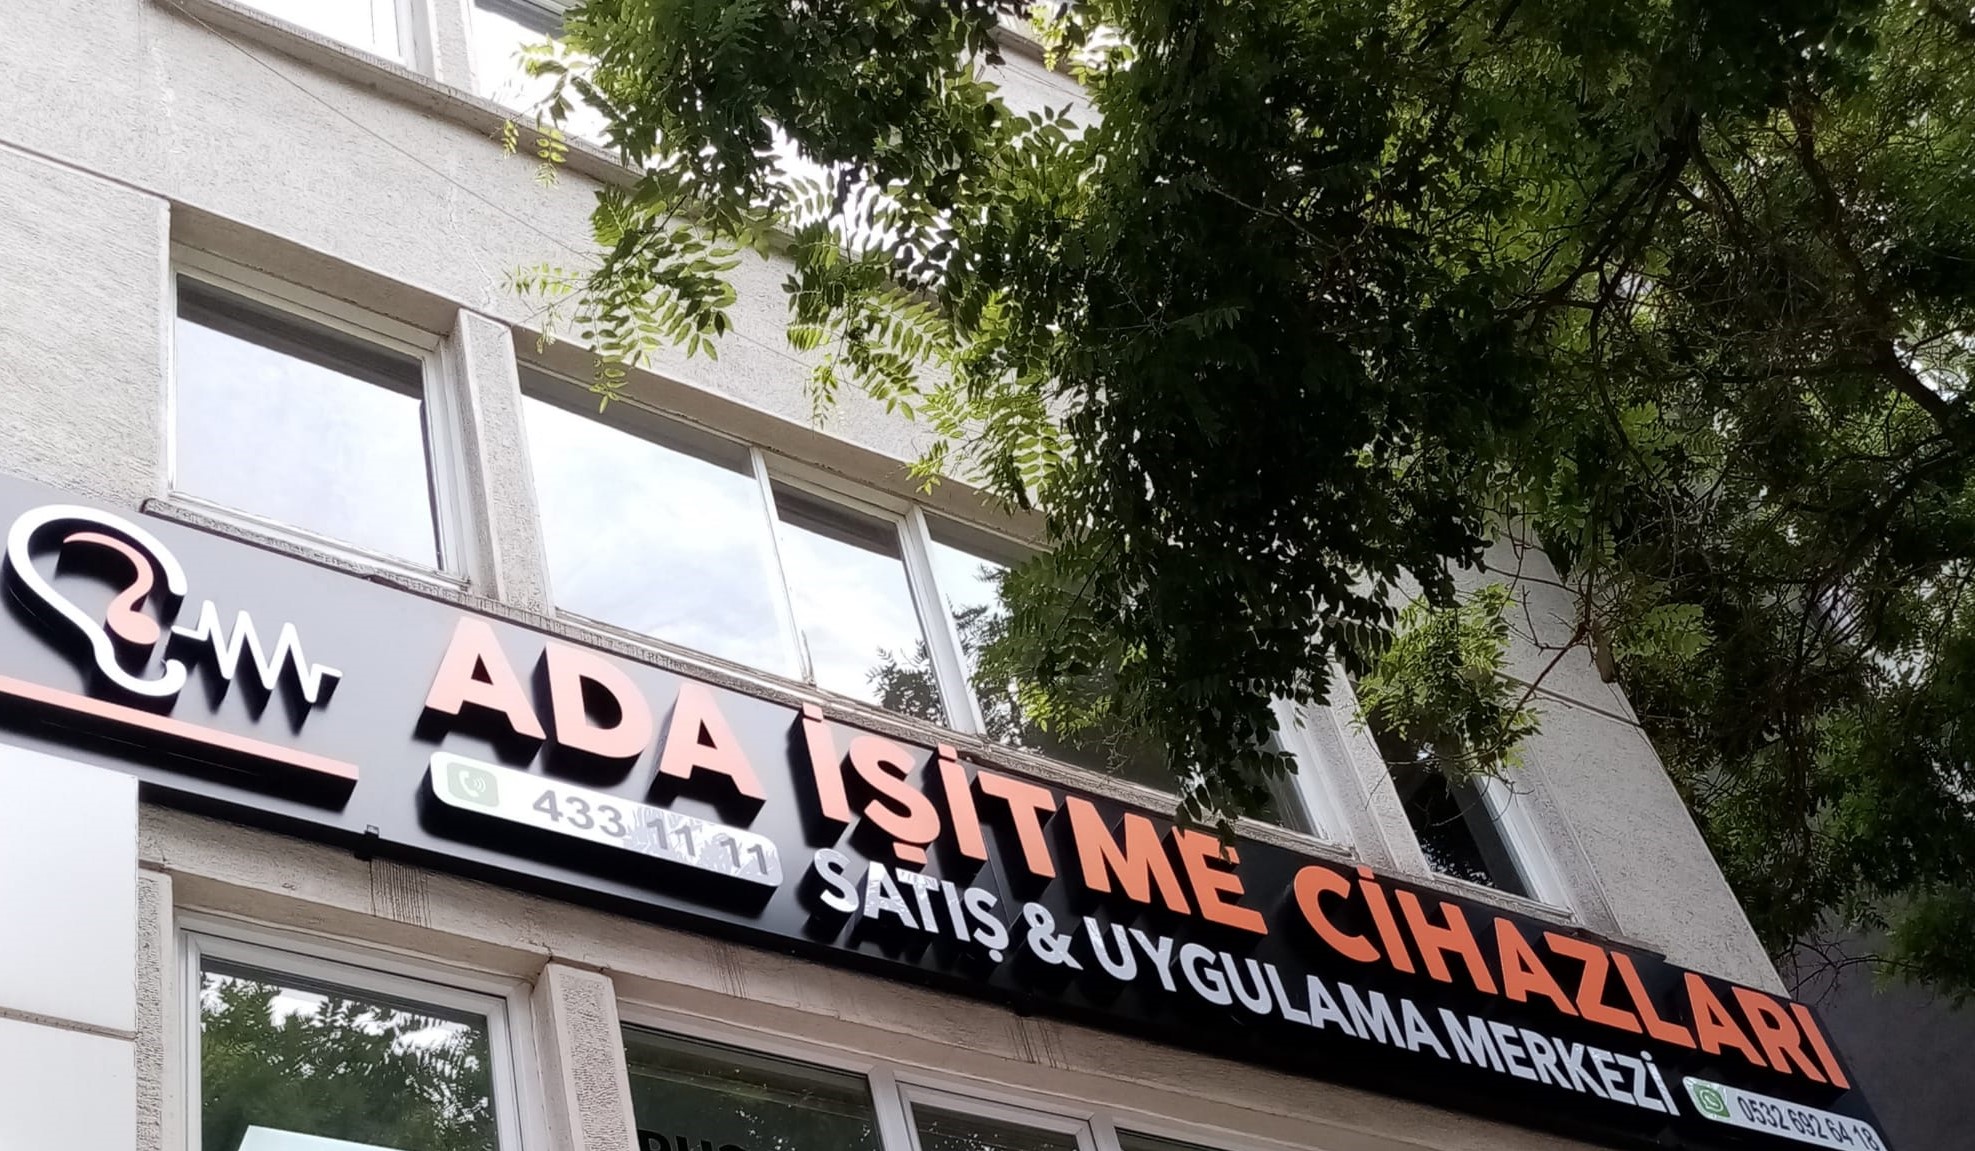 ADA İŞİTME CİHAZLARI
433 11 11
SATIŞ & UYGULAMA MERKEZİ
0532 692 64 18